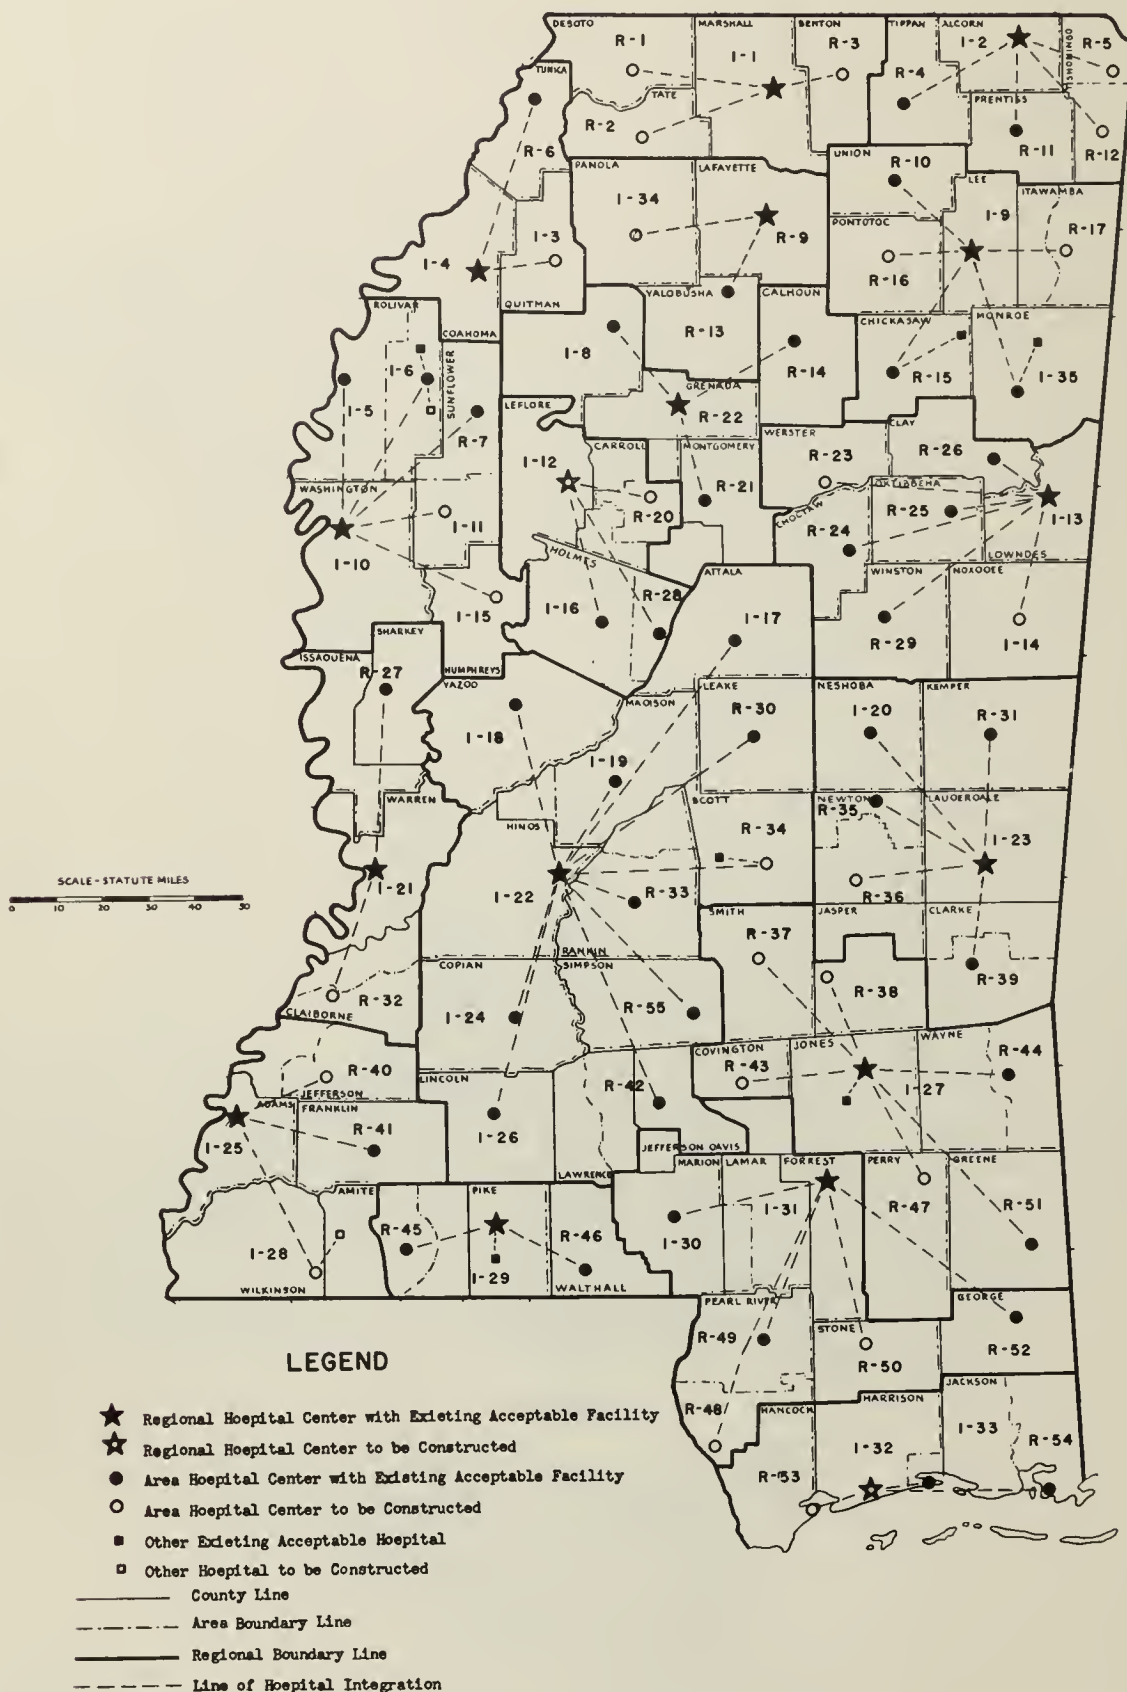 DESOTO
MARSHALL
BENTON
TIPPAH
ALCORN
R-1
I-1
R-3
I-2
R-5
TISHOMINGO
TUNICA
TATE
R-4
PRENTISS
R-2
R-6
R-11
R-12
PANOLA
LAFAYETTE
UNION
R-10
LEE
ITAWAMBA
I-34
I-9
R-17
I-3
R-9
PONTOTOC
I-4
R-16
QUITMAN
YALOBUSHA
CALHOUN
BOLIVAR
CHICKASAW
MONROE
COAHOMA
R-13
I-8
I-6
SUNFLOWER
R-14
R-15
I-35
GRENADA
I-5
R-7
LEFLORE
R-22
WEBSTER
CLAY
CARROLL
MONTGOMERY
R-23
R-26
I-12
WASHINGTON
OKTIBBEHA
R-21
I-11
R-20
CHOCTAW
R-25
I-13
R-24
HOLMES
LOWNDES
I-10
ATTALA
WINSTON
NOXUBEE
I-15
I-16
R-28
I-17
SHARKEY
R-29
I-14
ISSAQUENA
R-27
HUMPHREYS
YAZOO
LEAKE
NESHOBA
KEMPER
MADISON
R-30
I-20
R-31
I-18
I-19
WARREN
SCOTT
NEWTON
LAUDERDALE
R-35
HINDS
R-34
I-23
SCALE-STATUTE MILES
0 10 20 30 40 50
I-21
I-22
R-33
R-36
SMITH
JASPER
CLARKE
R-37
RANKIN
COPIAH
SIMPSON
R-32
R-38
R-39
CLAIBORNE
I-24
R-55
COVINGTON
JONES
WAYNE
R-43
R-44
R-40
LINCOLN
R-42
JEFFERSON
I-27
ADAMS
FRANKLIN
I-25
R-41
I-26
JEFFERSON DAVIS
LAWRENCE
MARION
LAMAR
FORREST
PERRY
GREENE
AMITE
PIKE
I-31
R-47
R-51
R-45
R-46
I-30
I-28
I-29
WILKINSON
WALTHALL
PEARL RIVER
GEORGE
STONE
R-49
R-50
R-52
JACKSON
HARRISON
R-48
HANCOCK
I-33
I-32
R-54
R-53
LEGEND
Regional Hospital Center with Existing Acceptable Facility
Regional Hospital Center to be Constructed
Area Hospital Center with Existing Acceptable Facility
Area Hospital Center to be Constructed
Other Existing Acceptable Hospital
Other Hospital to be Constructed
County Line
Area Boundary Line
Regional Boundary Line
Line of Hospital Integration